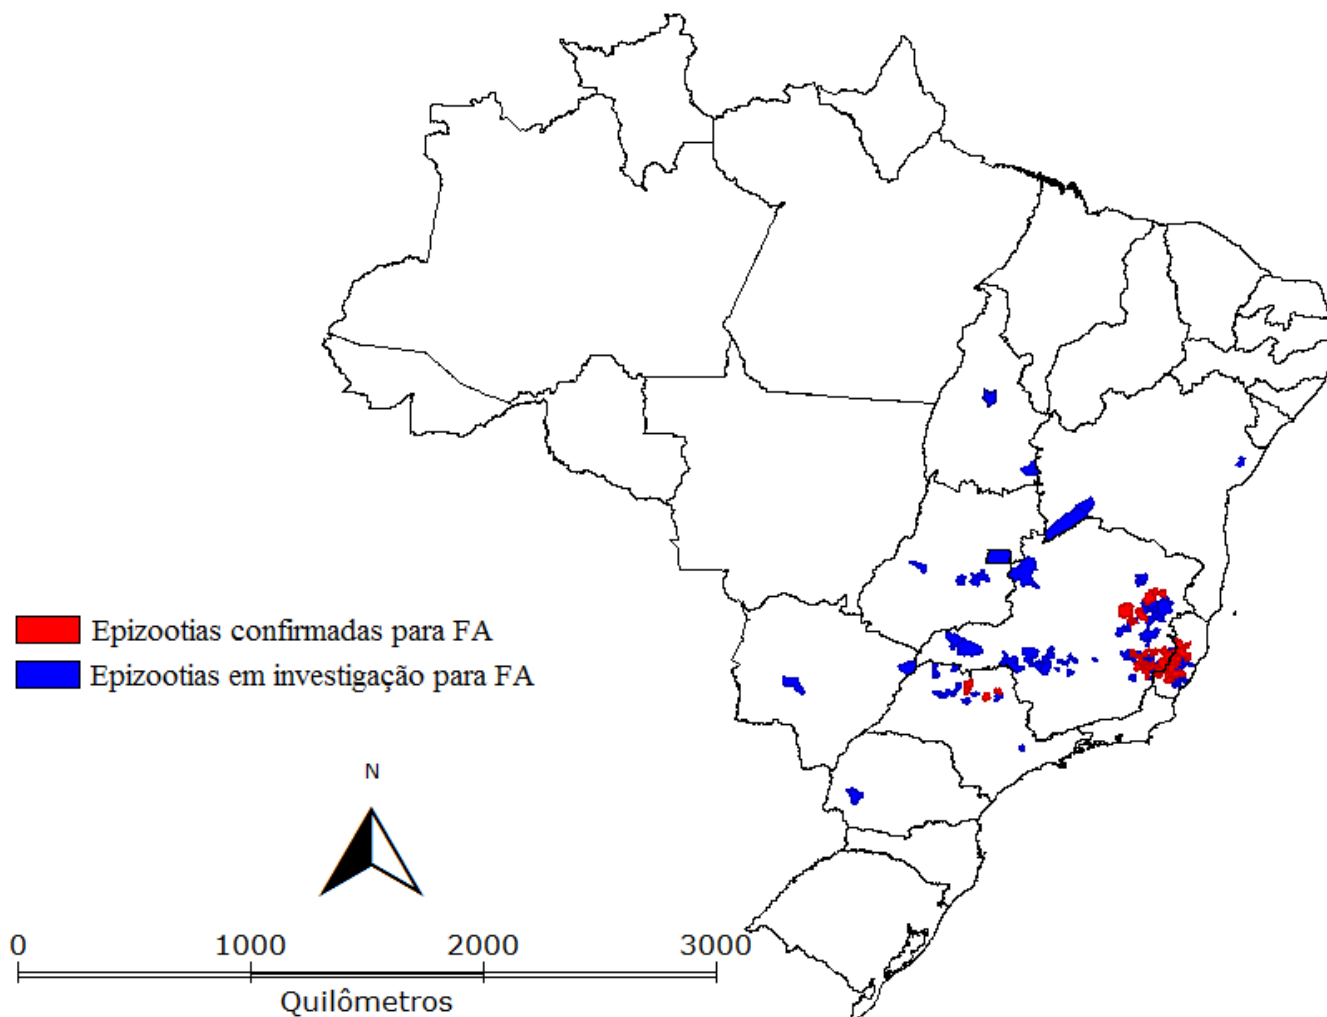 Epizootias confirmadas para FA
Epizootias em investigação para FA
N
0 1000 2000 3000
Quilômetros